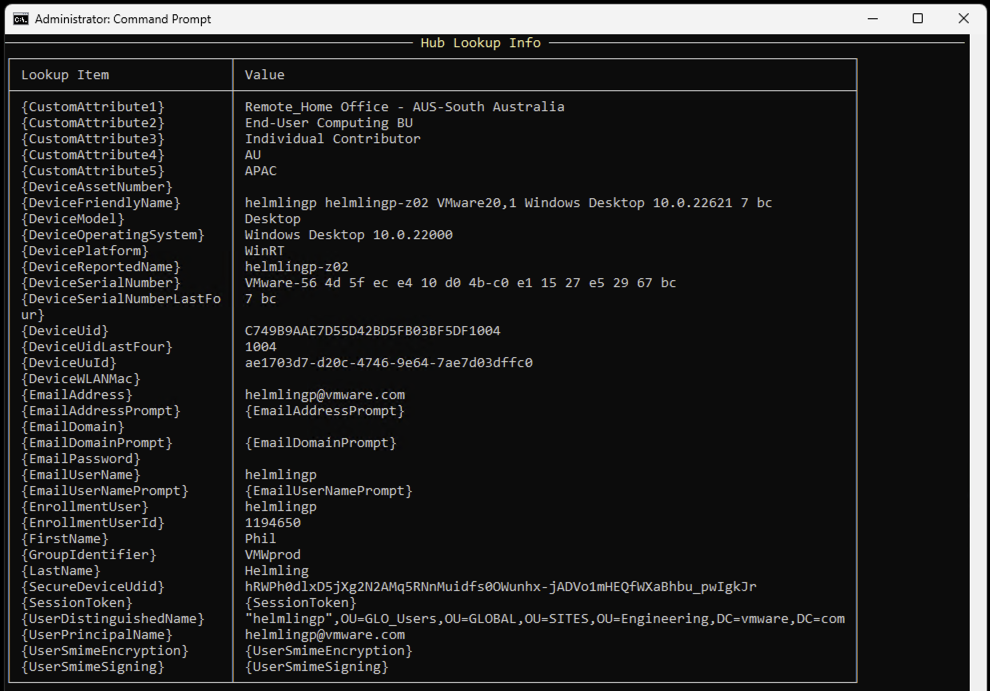 Administrator: Command Prompt
Hub Lookup Info
Lookup Item Value
{CustomAttribute1} Remote_Home Office - AUS-South Australia
{CustomAttribute2} End-User Computing BU
{CustomAttribute3} Individual Contributor
{CustomAttribute4} AU
{CustomAttribute5} APAC
{DeviceAssetNumber}
{DeviceFriendlyName} helmlingp helmlingp-z02 VMware20,1 Windows Desktop 10.0.22621 7 bc
{DeviceModel} Desktop
{DeviceOperatingSystem} Windows Desktop 10.0.22000
{DevicePlatform} WinRT
{DeviceReportedName} helmlingp-z02
{DeviceSerialNumber} VMware-56 4d 5f ec e4 10 d0 4b-c0 e1 15 27 e5 29 67 bc
{DeviceSerialNumberLastFo 7 bc
ur}
{DeviceUid} C749B9AAE7D55D42BD5FB03BF5DF1004
{DeviceUidLastFour} 1004
{DeviceUuId} ae1703d7-d20c-4746-9e64-7ae7d03dffc0
{DeviceWLANMac}
{EmailAddress} helmlingp@vmware.com
{EmailAddressPrompt} {EmailAddressPrompt}
{EmailDomain}
{EmailDomainPrompt} {EmailDomainPrompt}
{EmailPassword}
{EmailUserName} helmlingp
{EmailUserNamePrompt} {EmailUserNamePrompt}
{EnrollmentUser} helmlingp
{EnrollmentUserId} 1194650
{FirstName} Phil
{GroupIdentifier} VMWprod
{LastName} Helmling
{SecureDeviceUdid} hRWPh0dlxD5jXg2N2AMq5RNnMuidfs0OWunhx-jADVo1mHEQfWXaBhbu_pwIgkJr
{SessionToken} {SessionToken}
{UserDistinguishedName} "helmlingp",OU=GLO_Users,OU=GLOBAL,OU=SITES,OU=Engineering,DC=vmware,DC=com
{UserPrincipalName} helmlingp@vmware.com
{UserSmimeEncryption} {UserSmimeEncryption}
{UserSmimeSigning} {UserSmimeSigning}